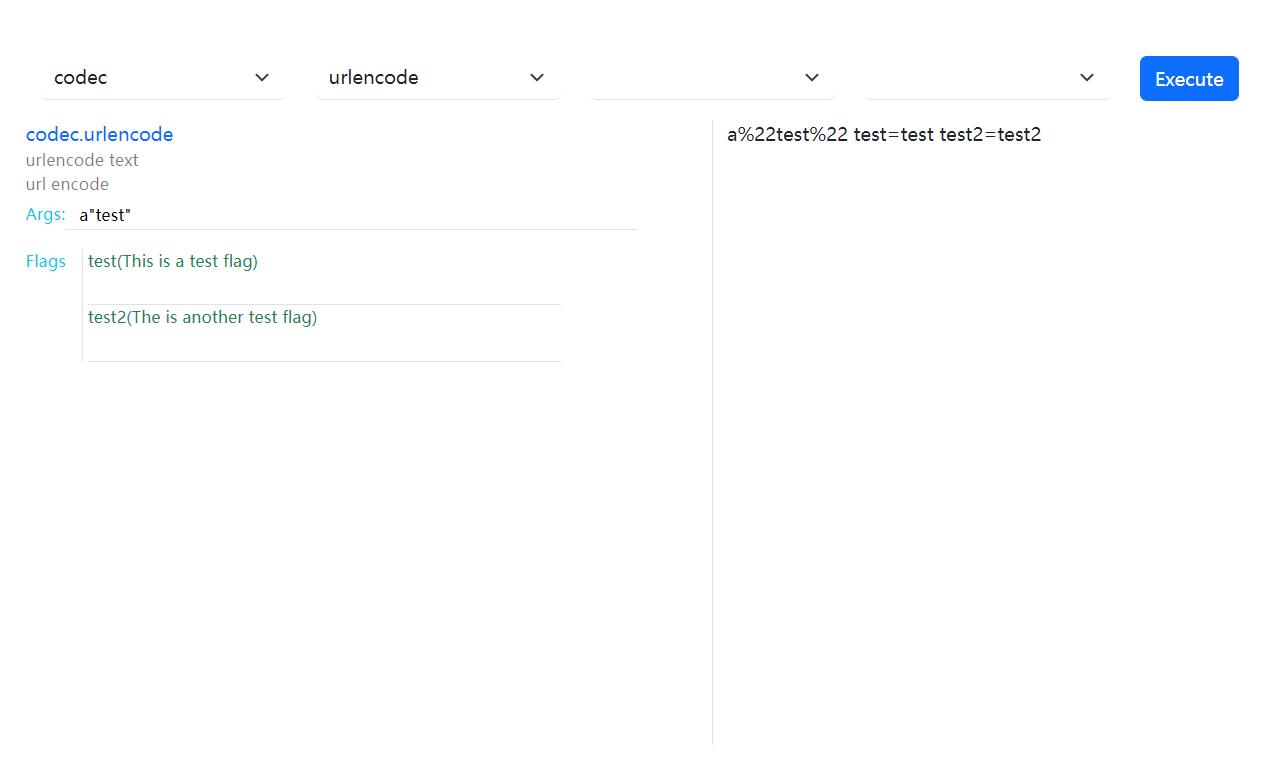 codec
urlencode
Execute
codec.urlencode
urlencode text
url encode
Args: a"test"
Flags
test(This is a test flag)
test2(The is another test flag)
a%22test%22 test=test test2=test2